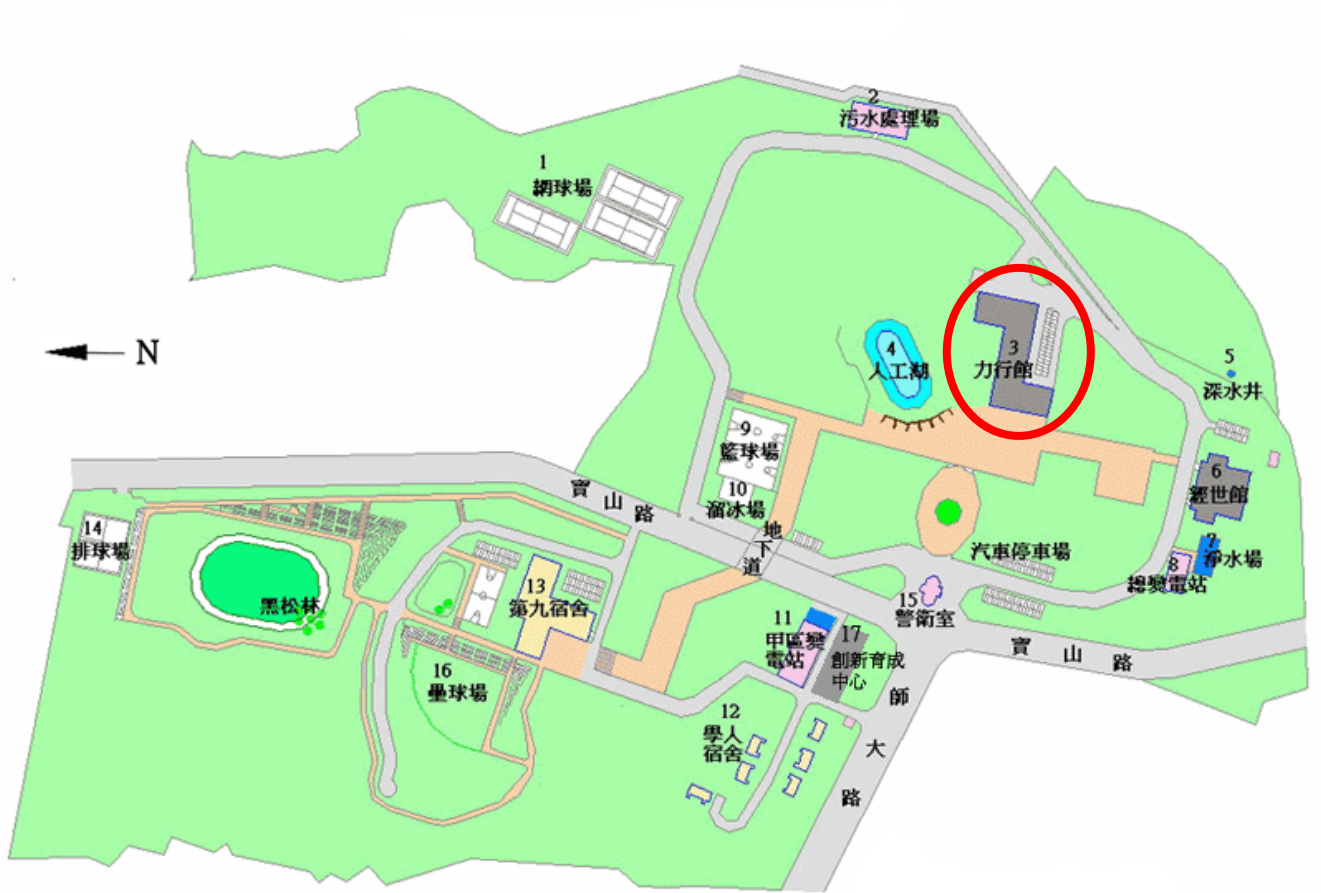 2
污水處理場
1
網球場
N
3
力行館
4
人工湖
5
深水井
6
經世館
7
淨水場
8
總變電站
9
籃球場
10
溜冰場
寶山路
地下道
汽車停車場
14
排球場
黑松林
13
第九宿舍
15
警衛室
11
甲區變
電站
17
創新育成
中心
寶山路
16
壘球場
12
學人
宿舍
師大路